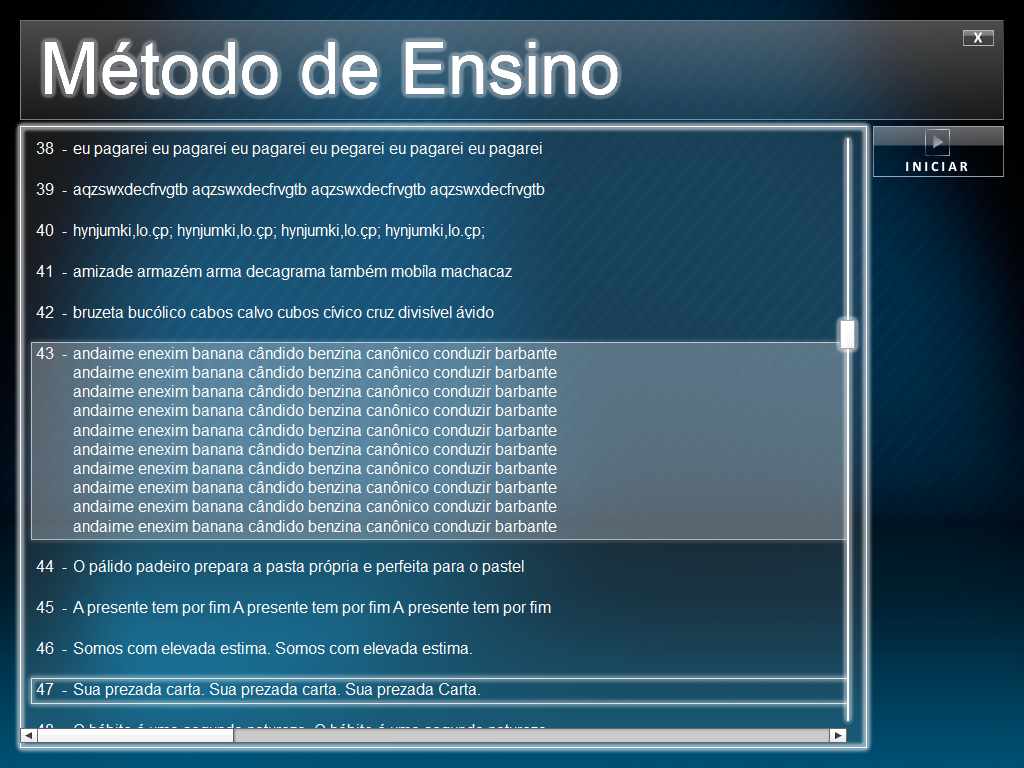 Método de Ensino
X
INICIAR
38 - eu pagarei eu pagarei eu pagarei eu pegarei eu pagarei eu pagarei
39 - aqzswxdecfrvgtb aqzswxdecfrvgtb aqzswxdecfrvgtb aqzswxdecfrvgtb
40 - hynjumki,lo.çp; hynjumki,lo.çp; hynjumki,lo.çp; hynjumki,lo.çp;
41 - amizade armazém arma decagrama também mobíla machacaz
42 - bruzeta bucólico cabos calvo cubos cívico cruz divisível ávido
43 - andaime enexim banana cândido benzina canônico conduzir barbante
andaime enexim banana cândido benzina canônico conduzir barbante
andaime enexim banana cândido benzina canônico conduzir barbante
andaime enexim banana cândido benzina canônico conduzir barbante
andaime enexim banana cândido benzina canônico conduzir barbante
andaime enexim banana cândido benzina canônico conduzir barbante
andaime enexim banana cândido benzina canônico conduzir barbante
andaime enexim banana cândido benzina canônico conduzir barbante
andaime enexim banana cândido benzina canônico conduzir barbante
andaime enexim banana cândido benzina canônico conduzir barbante
44 - O pálido padeiro prepara a pasta própria e perfeita para o pastel
45 - A presente tem por fim A presente tem por fim A presente tem por fim
46 - Somos com elevada estima. Somos com elevada estima.
47 - Sua prezada carta. Sua prezada carta. Sua prezada Carta.
48 - O hábito é uma segunda natureza. O hábito é uma segunda natureza.